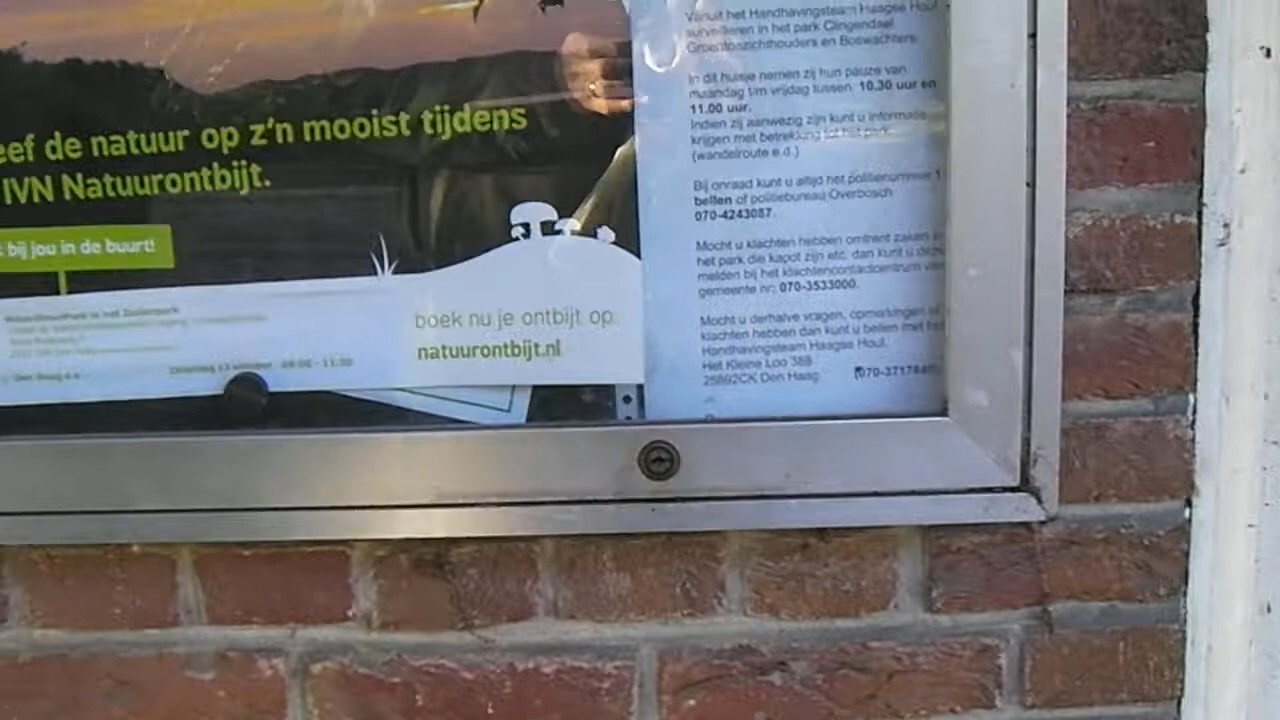 eef de natuur op z'n mooist tijdens
IVN Natuurontbijt.
bij jou in de buurt!
boek nu je ontbijt op:
natuurontbijt.nl
Vanuit het Handhavingsteam Haagse Hout
surveilleren in het park Clingendael
Groenopzichthouders en Boswachters.
In dit huisje nemen zij hun pauze van
maandag t/m vrijdag tussen 10.30 uur en
11.00 uur.
Indien zij aanwezig zijn kunt u informatie
krijgen met betrekking tot het park
(wandelroute e.d.)
Bij onraad kunt u altijd het politienummer
bellen of politiebureau Overbosch
070-4243087.
Mocht u klachten hebben omtrent zaken
het park die kapot zijn etc. dan kunt u deze
melden bij het klachtencontactcentrum van
gemeente nr: 070-3533000.
Mocht u derhalve vragen, opmerkingen of
klachten hebben dan kunt u bellen met het
Handhavingsteam Haagse Hout.
Het Kleine Loo 388
25892CK Den Haag. (070-37178